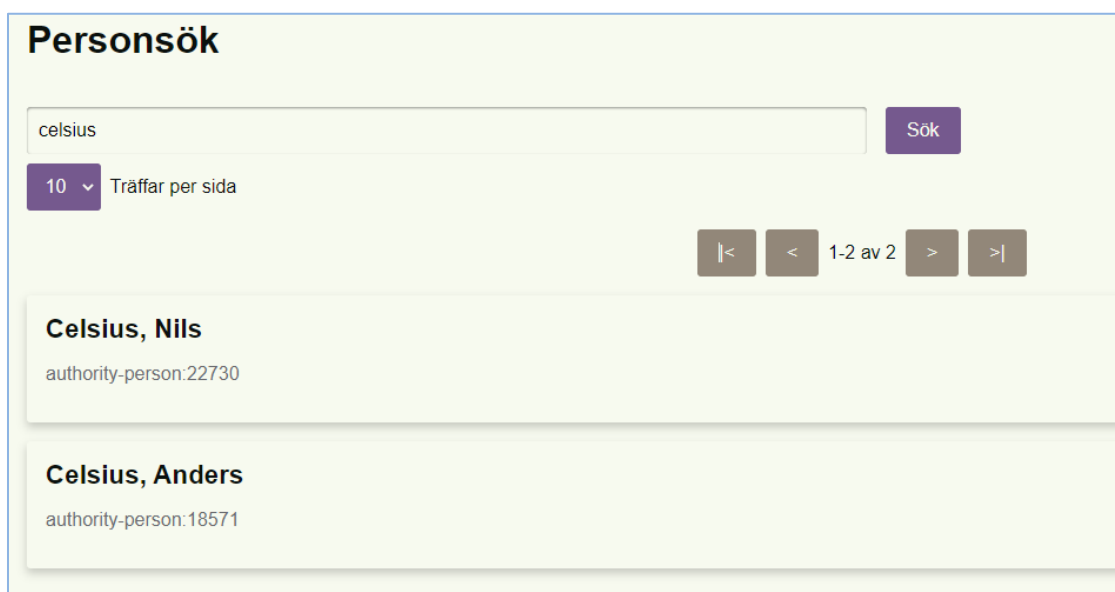 Personsök
celsius
Sök
10 Träffar per sida
|< < 1-2 av 2 > >|
Celsius, Nils
authority-person:22730
Celsius, Anders
authority-person:18571